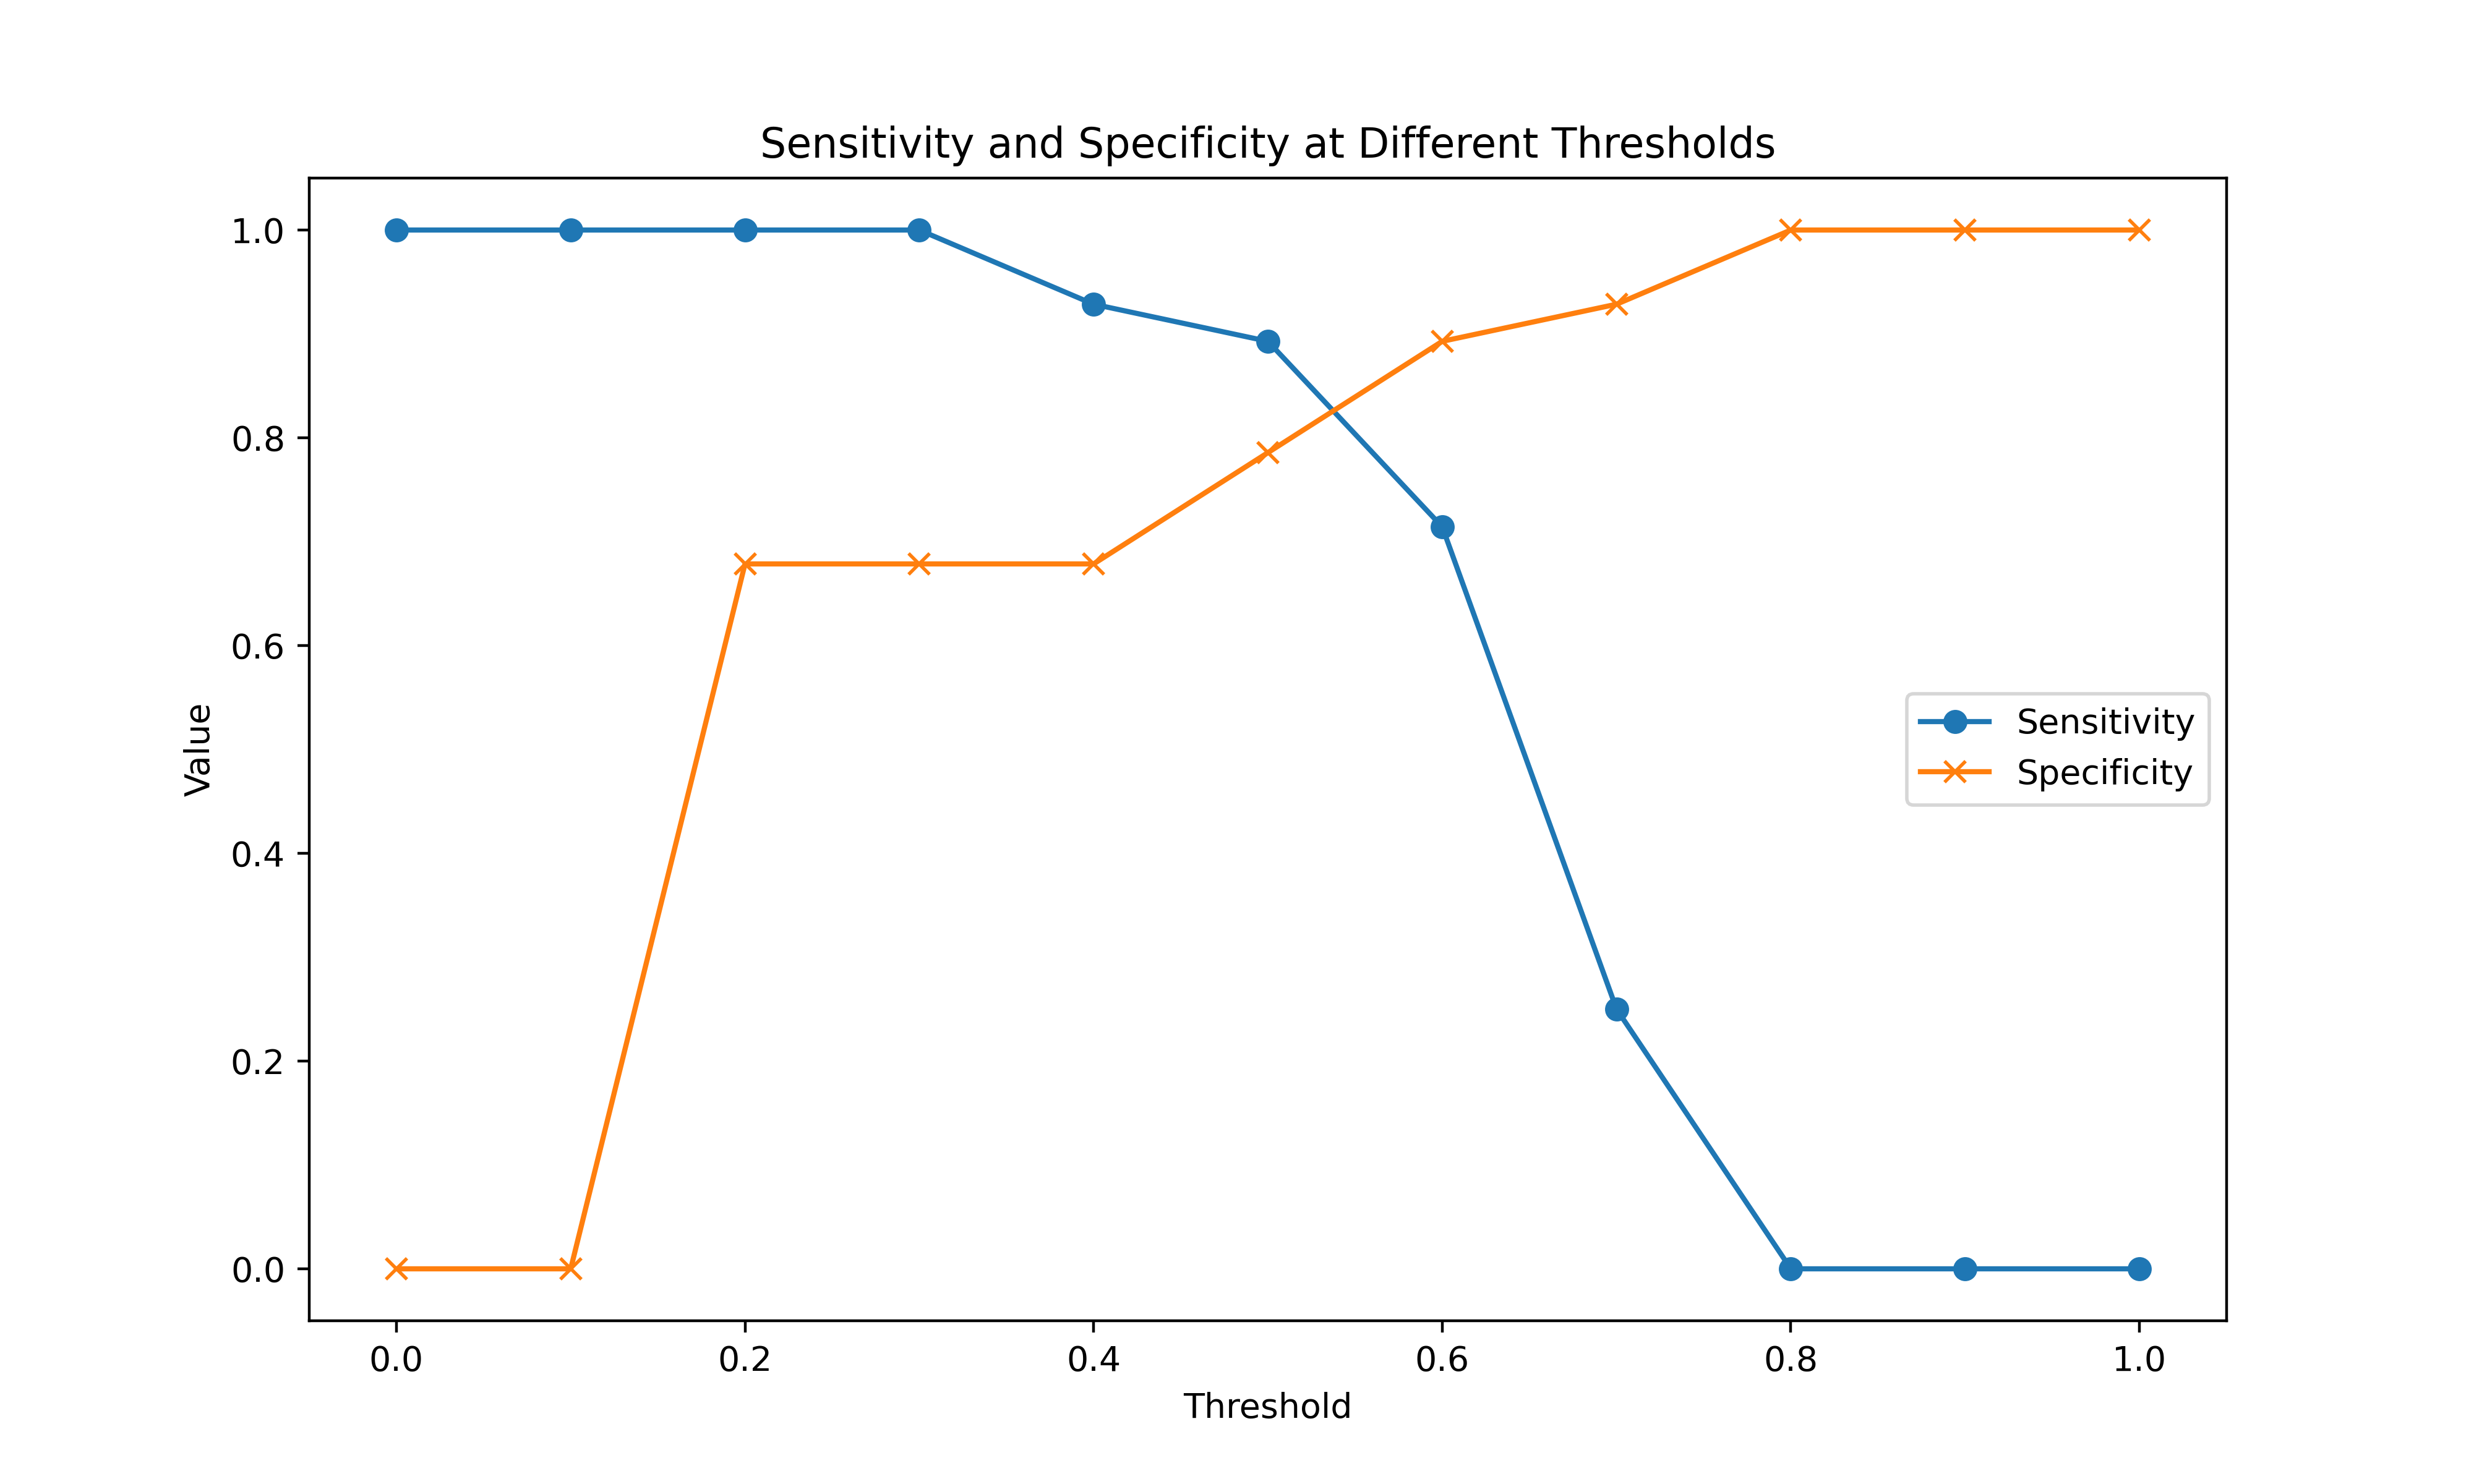 Sensitivity and Specificity at Different Thresholds
1.0
0.8
0.6
0.4
0.2
0.0
Value
Sensitivity
Specificity
0.0 0.2 0.4 0.6 0.8 1.0
Threshold